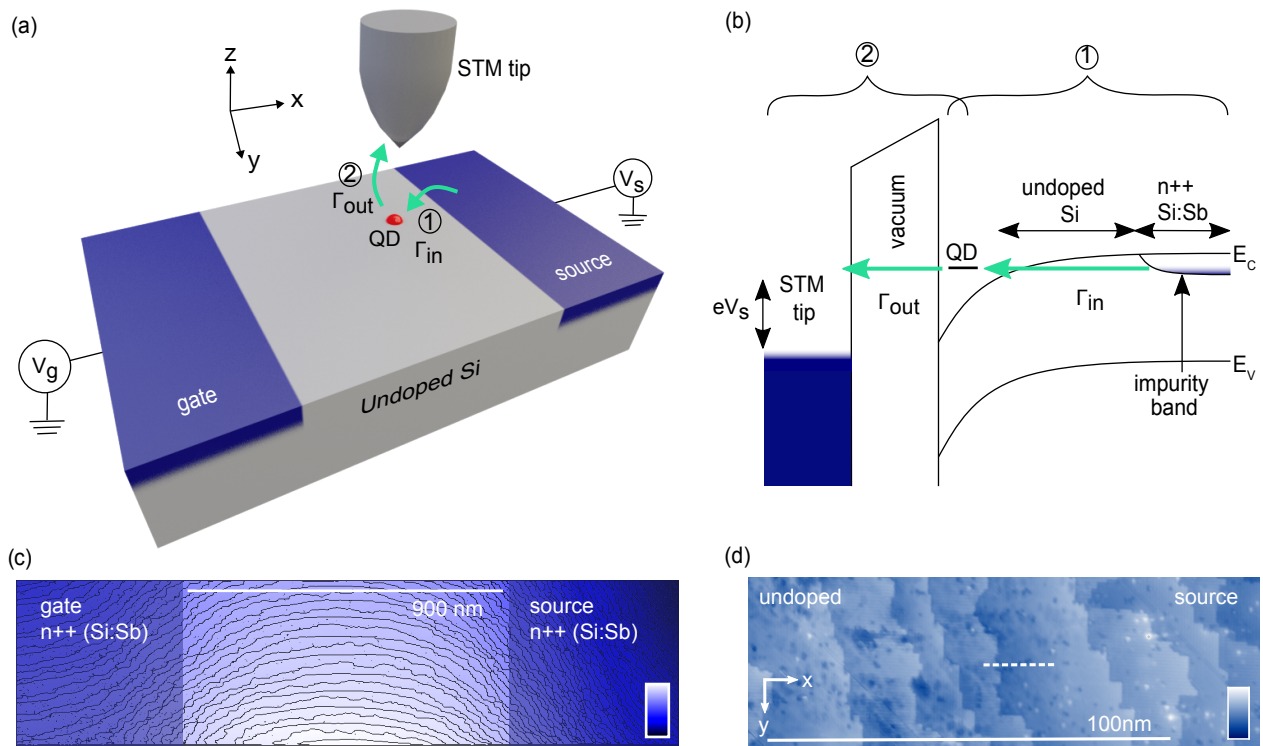 (a)
z
x
y
STM tip
②
Γout
①
Γin
QD
Vs
source
Vg
gate
Undoped Si
(b)
②
①
vacuum
undoped
Si
n++
Si:Sb
QD
EC
STM
tip
eVs
Γout
Γin
impurity
band
EV
(c)
gate
n++ (Si:Sb)
900 nm
source
n++ (Si:Sb)
(d)
undoped
source
x
y
100nm